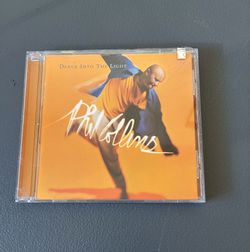 DANCE INTO THE LIGHT
Phil Collins